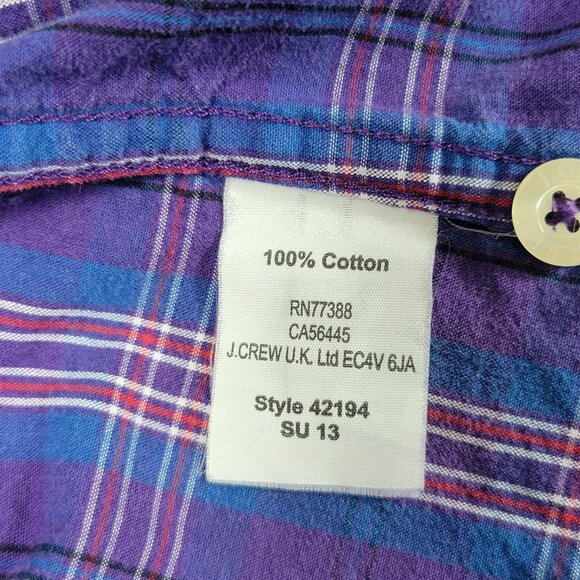 100% Cotton
RN77388
CA56445
J.CREW U.K. Ltd EC4V 6JA
Style 42194
SU 13